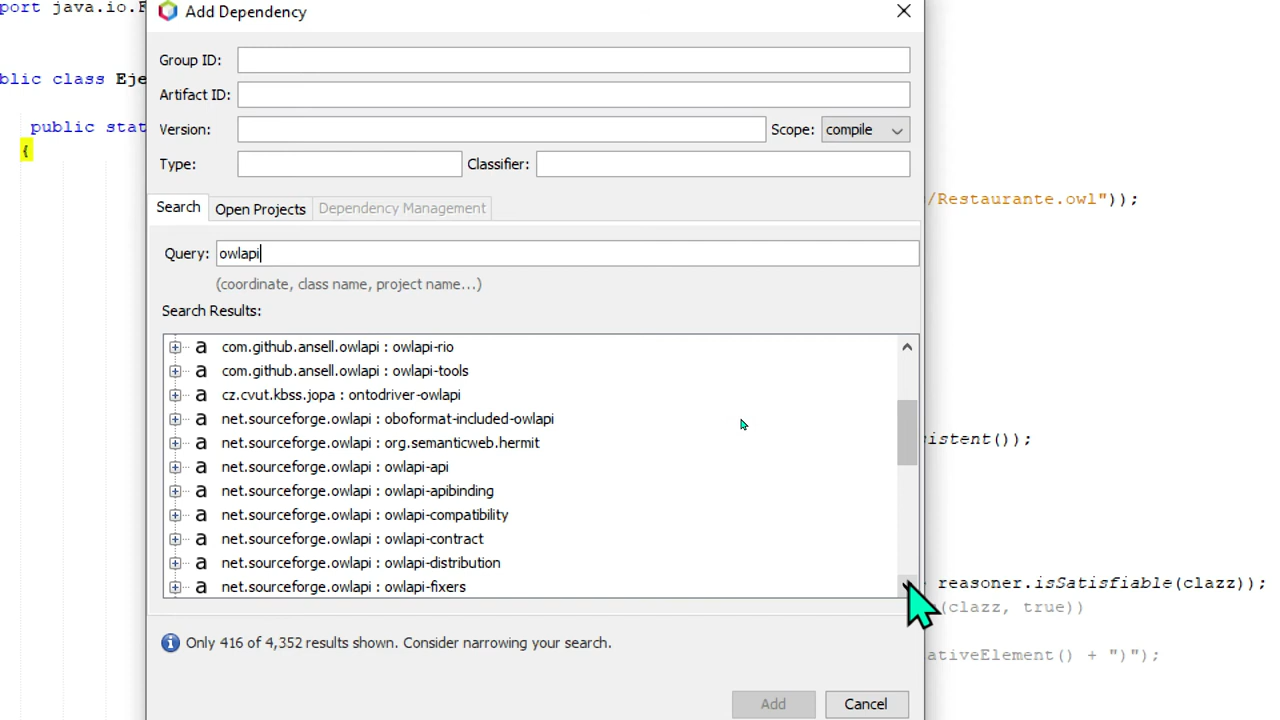 port java.io.F
Add Dependency
Group ID:
blic class Eje
Artifact ID:
public stat
Version:
Scope: compile
{
Type:
Classifier:
Search Open Projects Dependency Management
/Restaurante.owl"));
Query: owlapi
(coordinate, class name, project name...)
Search Results:
com.github.ansell.owlapi : owlapi-rio
com.github.ansell.owlapi : owlapi-tools
cz.cvut.kbss.jopa : ontodriver-owlapi
net.sourceforge.owlapi : oboformat-included-owlapi
net.sourceforge.owlapi : org.semanticweb.hermit
istent());
net.sourceforge.owlapi : owlapi-api
net.sourceforge.owlapi : owlapi-apibinding
net.sourceforge.owlapi : owlapi-compatibility
net.sourceforge.owlapi : owlapi-contract
net.sourceforge.owlapi : owlapi-distribution
net.sourceforge.owlapi : owlapi-fixers
reasoner.isSatisfiable(clazz));
(clazz, true))
Only 416 of 4,352 results shown. Consider narrowing your search.
ativeElement() + ")");
Add Cancel